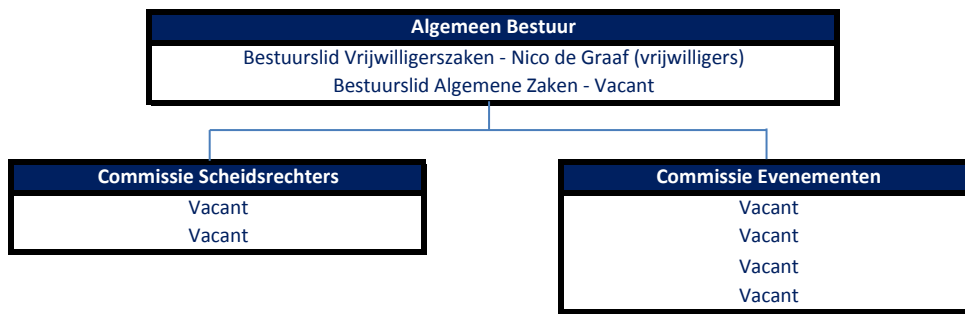 Algemeen Bestuur
Bestuurslid Vrijwilligerszaken - Nico de Graaf (vrijwilligers)
Bestuurslid Algemene Zaken - Vacant
Commissie Scheidsrechters
Vacant
Vacant
Commissie Evenementen
Vacant
Vacant
Vacant
Vacant